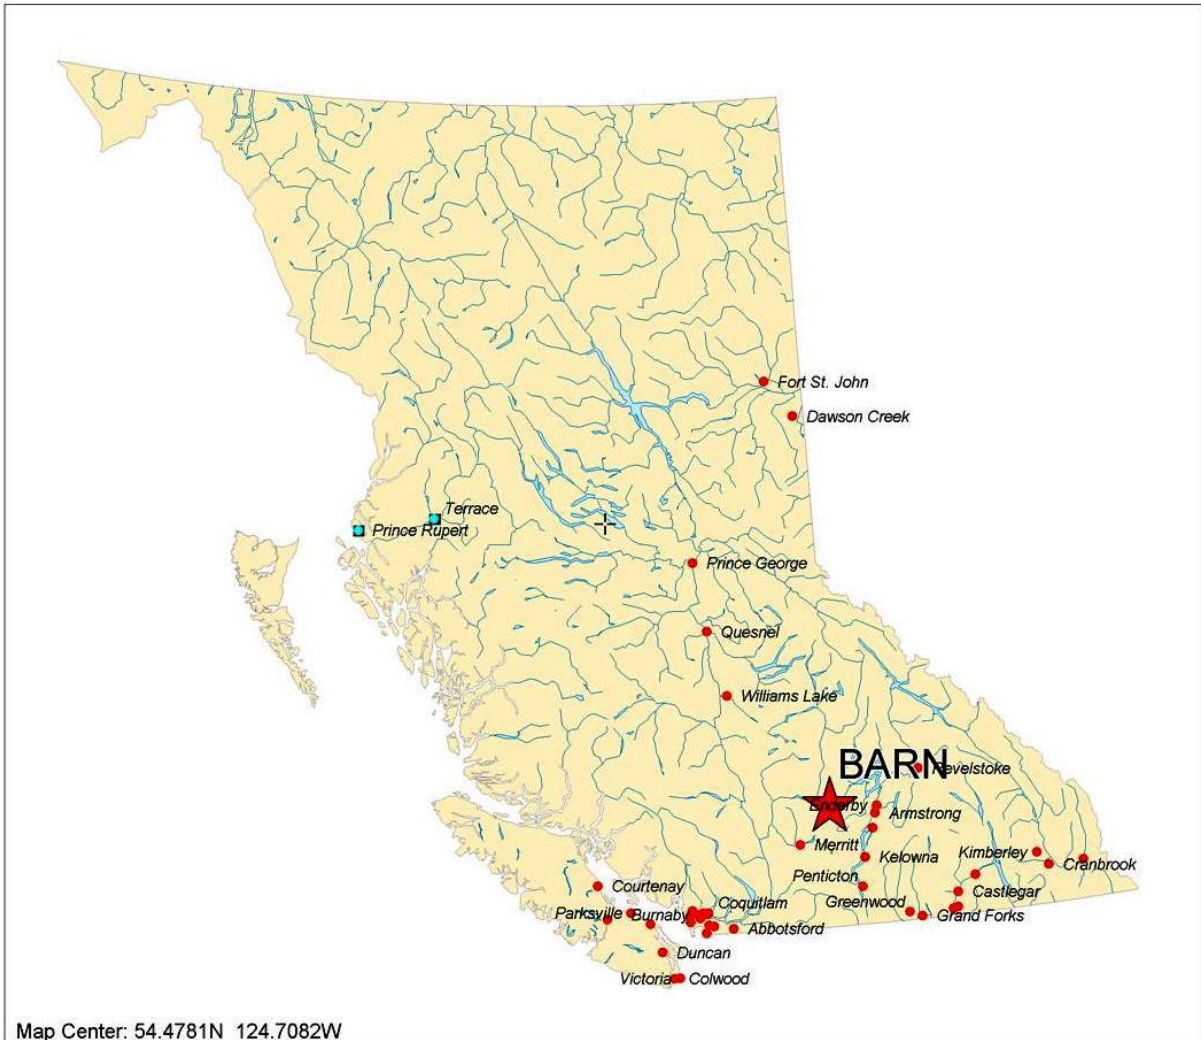 Fort St. John
Dawson Creek
Terrace
Prince Rupert
Prince George
Quesnel
Williams Lake
BARN
Revelstoke
Enderby
Armstrong
Merritt
Kelowna
Kimberley
Cranbrook
Penticton
Courtenay
Castlegar
Greenwood
Coquitlam
Parksville
Burnaby
Grand Forks
Abbotsford
Duncan
Victoria
Colwood
Map Center: 54.4781N 124.7082W